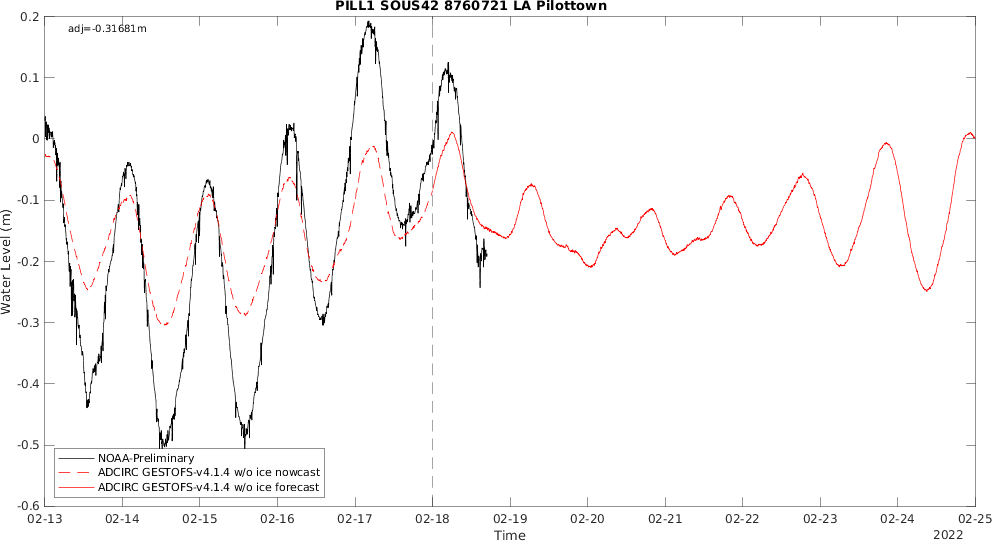 PILL1 SOUS42 8760721 LA Pilottown
adj=-0.31681m
0.2
0.1
0
-0.1
-0.2
-0.3
-0.4
-0.5
-0.6
Water Level (m)
NOAA-Preliminary
ADCIRC GESTOFS-v4.1.4 w/o ice nowcast
ADCIRC GESTOFS-v4.1.4 w/o ice forecast
02-13 02-14 02-15 02-16 02-17 02-18 02-19 02-20 02-21 02-22 02-23 02-24 02-25
Time
2022